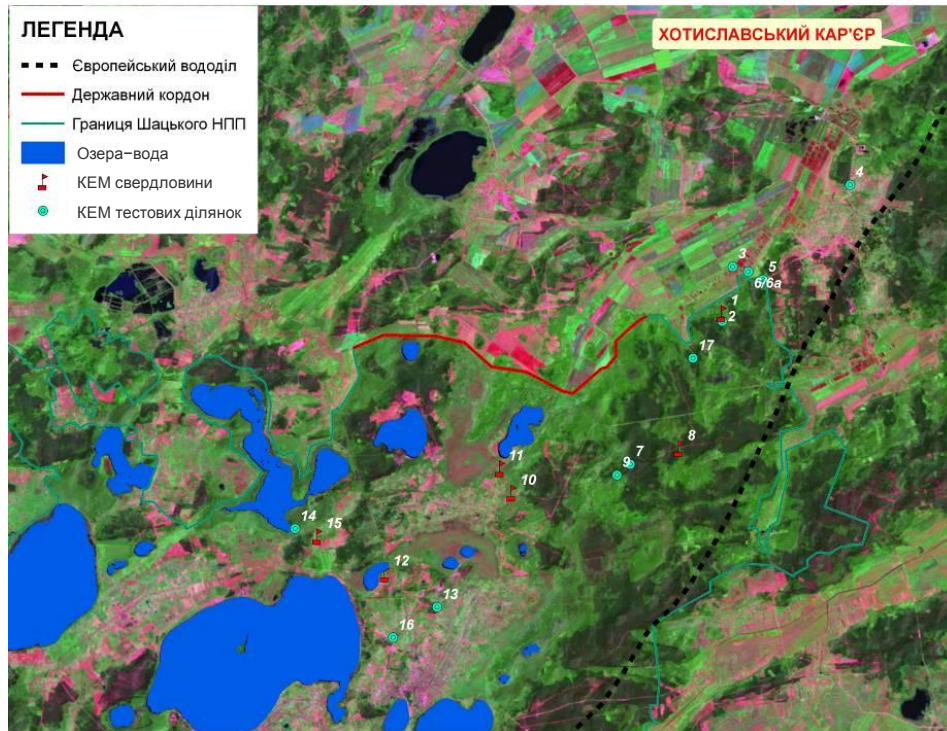 ЛЕГЕНДА
Європейський вододіл
Державний кордон
Границя Шацького НПП
Озера–вода
КЕМ свердловини
КЕМ тестових ділянок
ХОТИСЛАВСЬКИЙ КАР'ЄР
4
3
5
6/6а
1
2
17
8
7
9
11
10
14
15
12
13
16